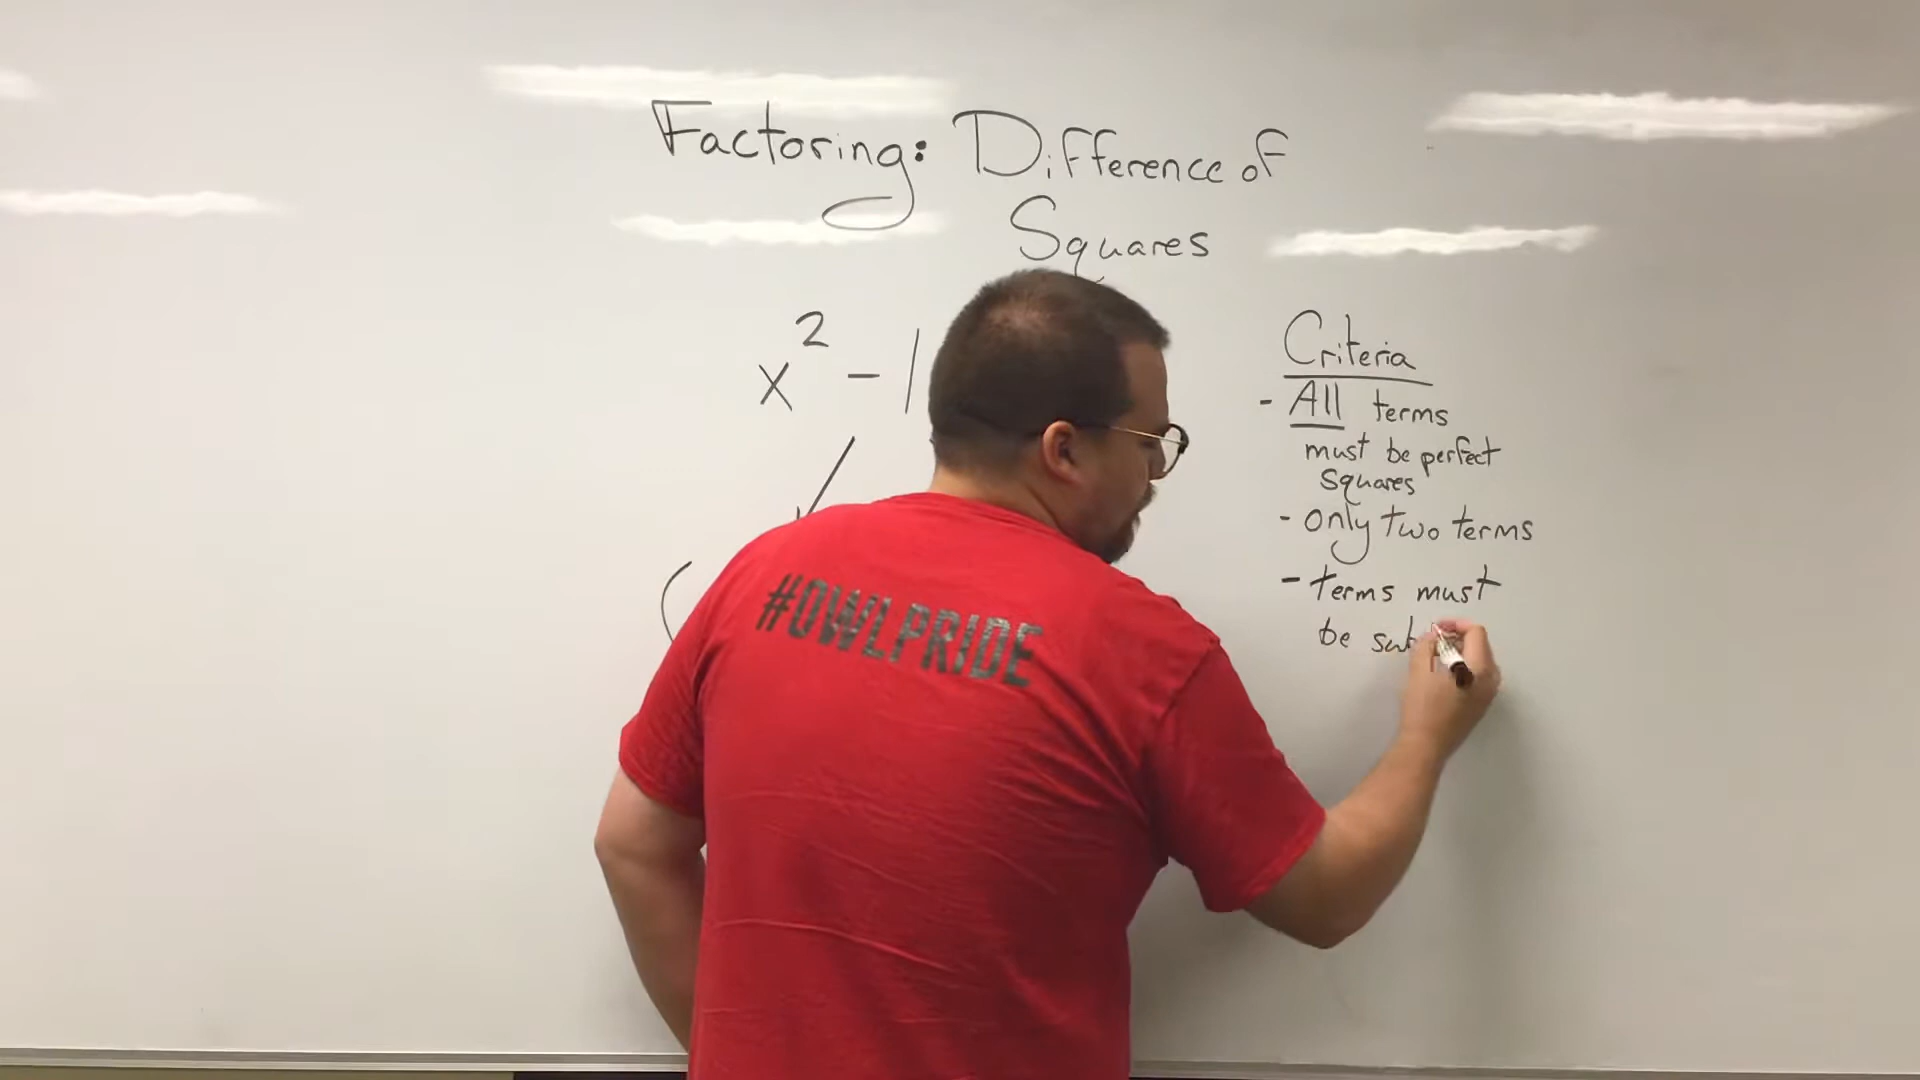 Factoring: Difference of
Squares
x² - 1
Criteria
- All terms
must be perfect
squares
- only two terms
- terms must
be
(
#OWLPRIDE